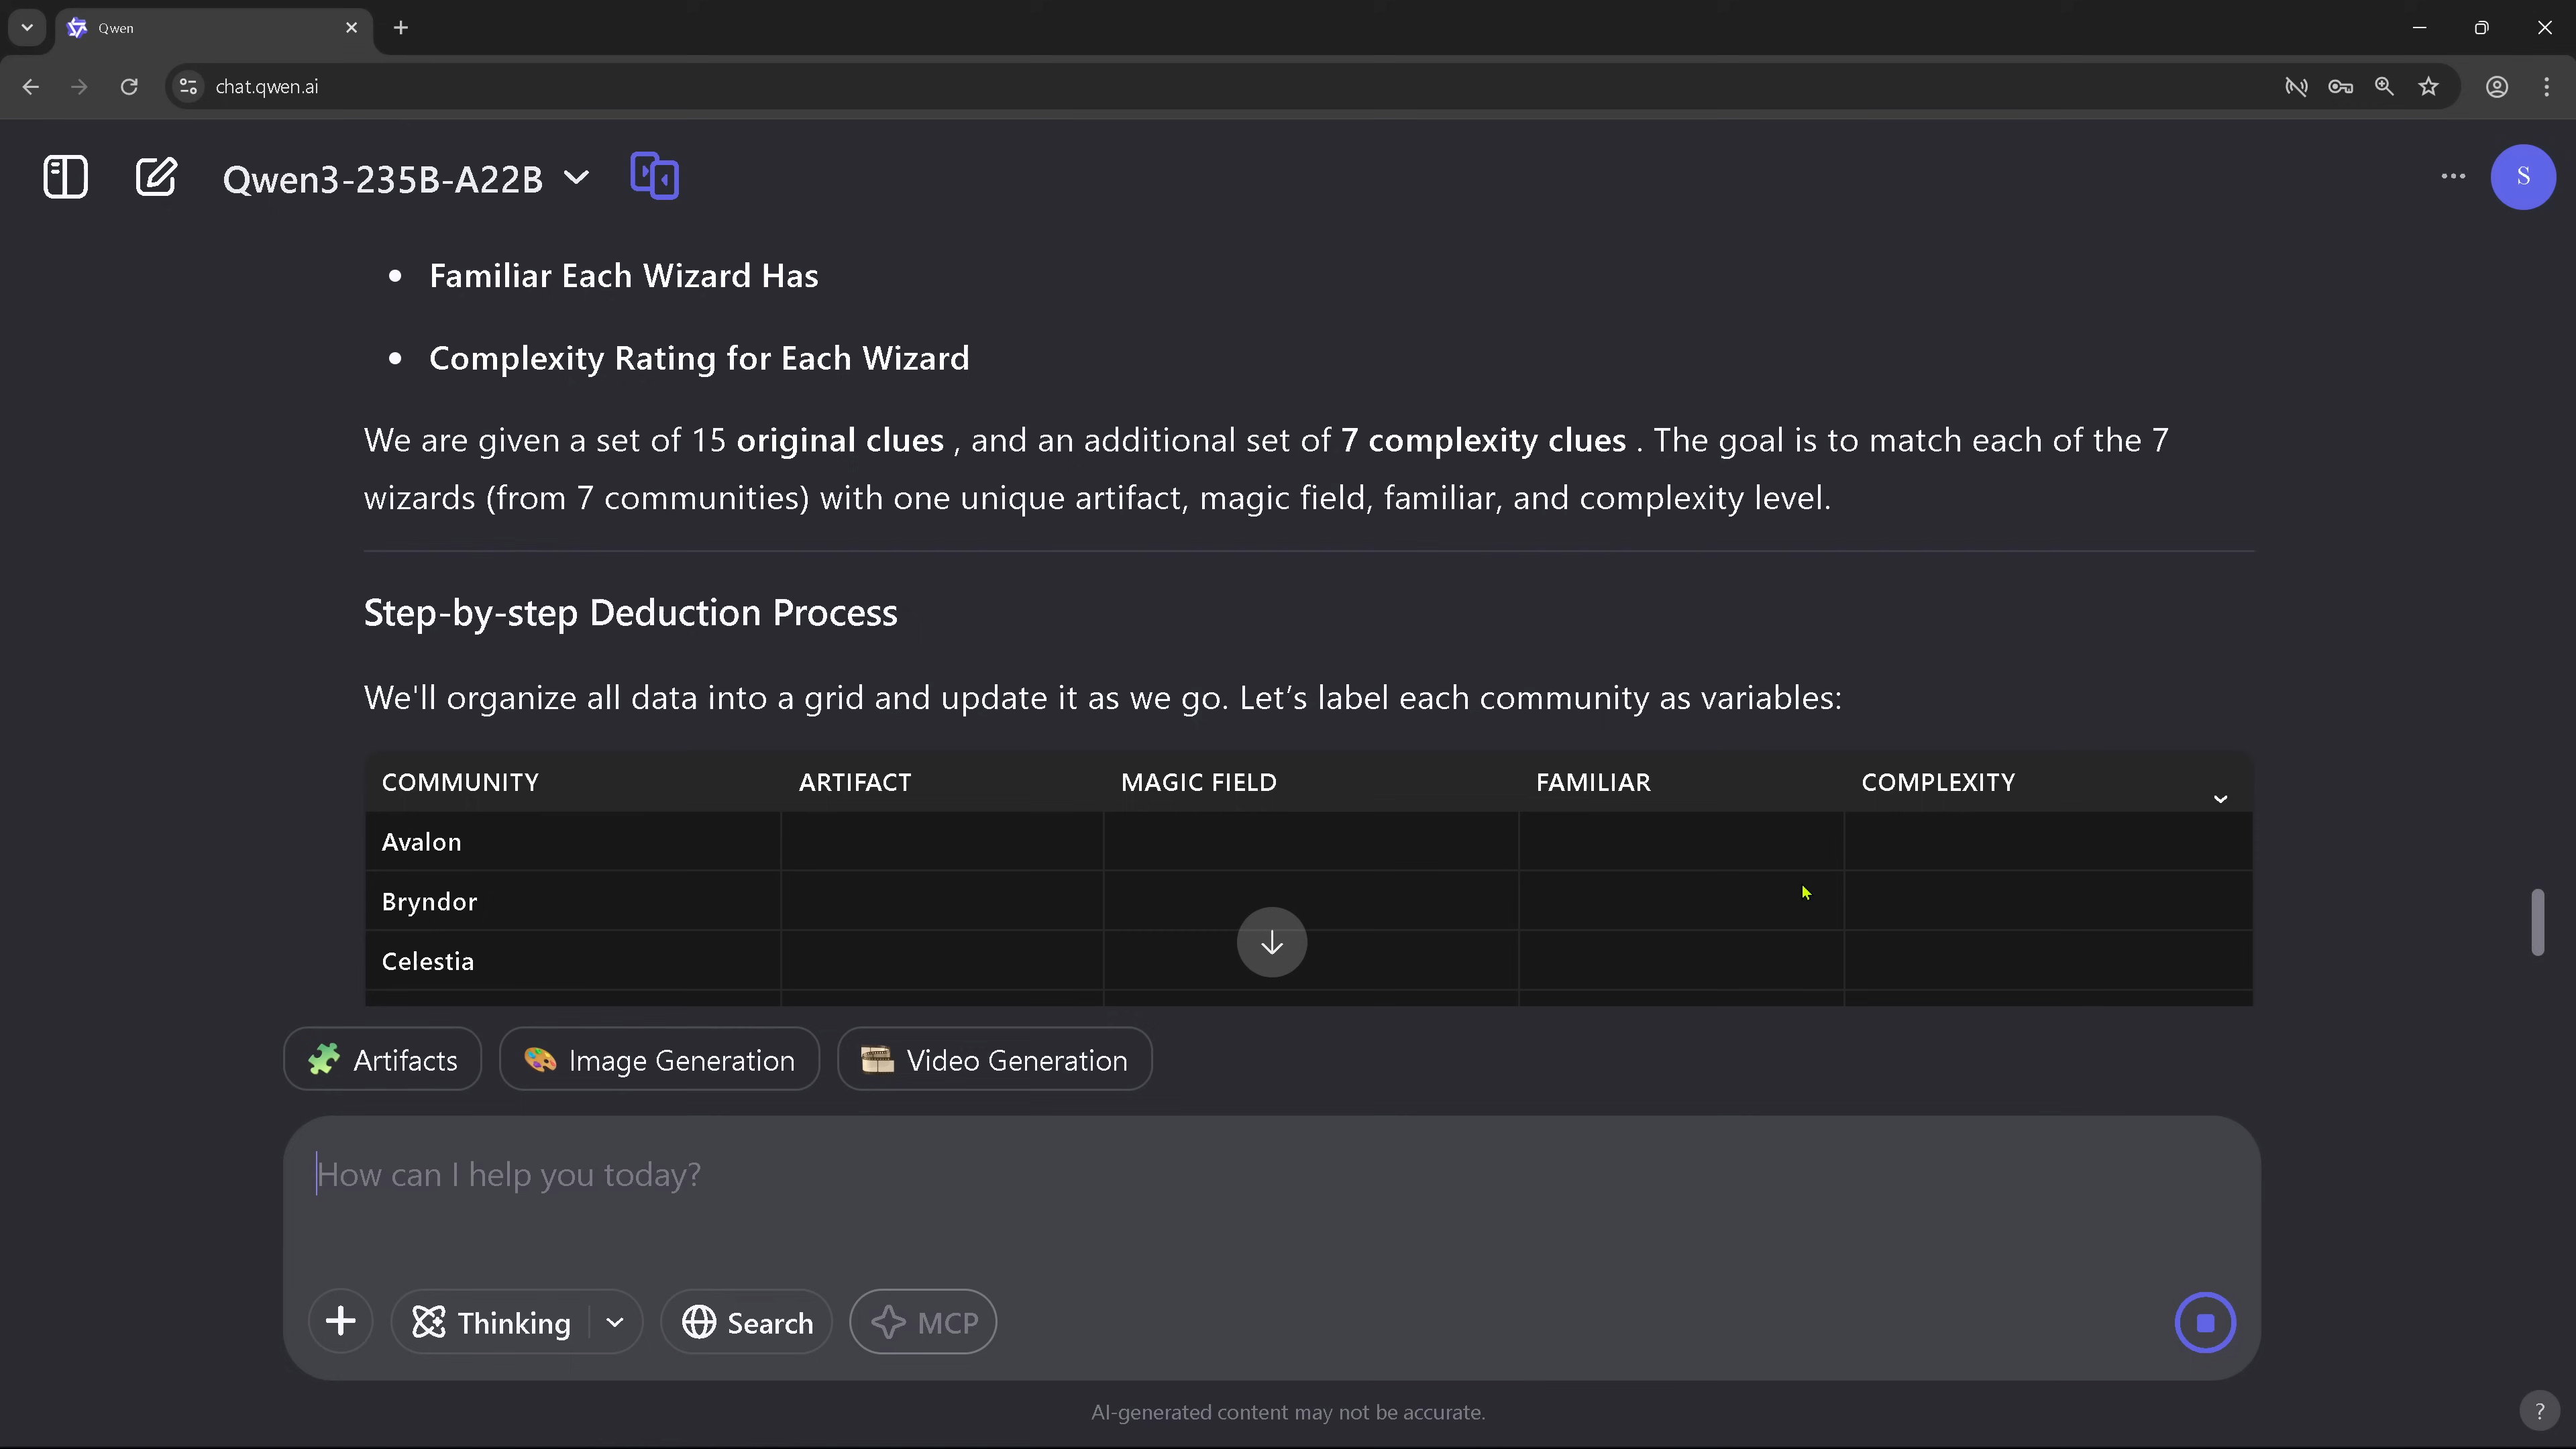 Qwen
chat.qwen.ai
Qwen3-235B-A22B
S
Familiar Each Wizard Has
Complexity Rating for Each Wizard
We are given a set of 15 original clues , and an additional set of 7 complexity clues . The goal is to match each of the 7
wizards (from 7 communities) with one unique artifact, magic field, familiar, and complexity level.
Step-by-step Deduction Process
We'll organize all data into a grid and update it as we go. Let’s label each community as variables:
COMMUNITY ARTIFACT MAGIC FIELD FAMILIAR COMPLEXITY
Avalon
Bryndor
Celestia
Artifacts Image Generation Video Generation
How can I help you today?
Thinking Search MCP
AI-generated content may not be accurate.
?